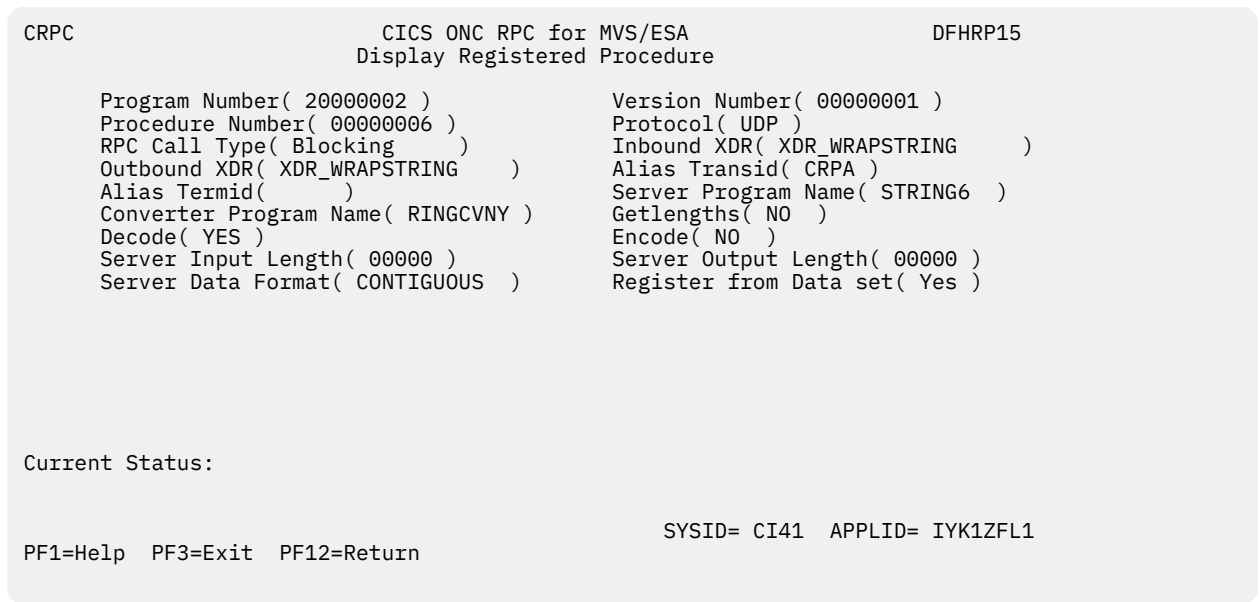 CRPC                        CICS ONC RPC for MVS/ESA                   DFHRP15
                          Display Registered Procedure
      Program Number( 20000002 )              Version Number( 00000001 )
      Procedure Number( 00000006 )            Protocol( UDP )
      RPC Call Type( Blocking     )           Inbound XDR( XDR_WRAPSTRING     )
      Outbound XDR( XDR_WRAPSTRING    )       Alias Transid( CRPA )
      Alias Termid(      )                    Server Program Name( STRING6  )
      Converter Program Name( RINGCVNY )      Getlengths( NO  )
      Decode( YES )                           Encode( NO  )
      Server Input Length( 00000 )            Server Output Length( 00000 )
      Server Data Format( CONTIGUOUS  )       Register from Data set( Yes )
Current Status:
                                                  SYSID= CI41  APPLID= IYK1ZFL1
PF1=Help  PF3=Exit  PF12=Return